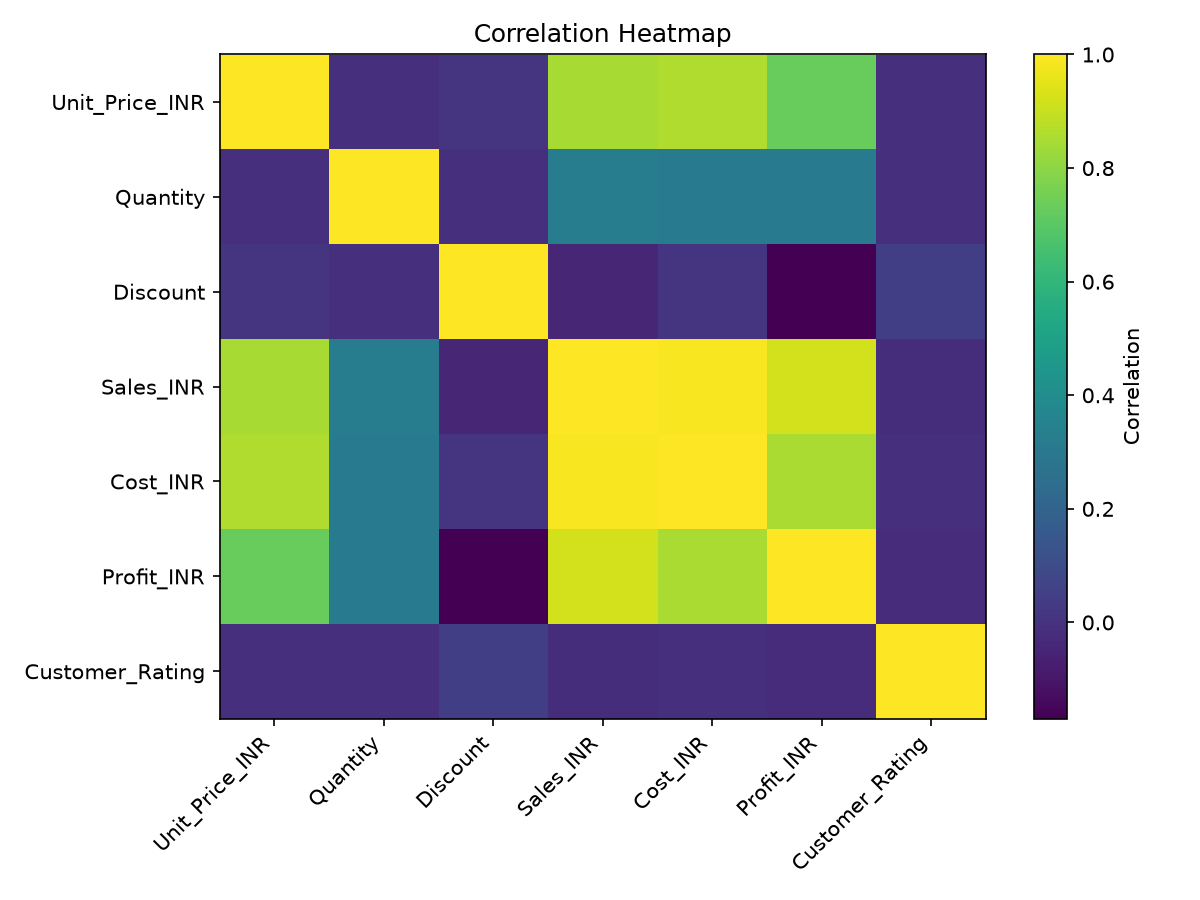 Correlation Heatmap
Unit_Price_INR
Quantity
Discount
Sales_INR
Cost_INR
Profit_INR
Customer_Rating
Unit_Price_INR
Quantity
Discount
Sales_INR
Cost_INR
Profit_INR
Customer_Rating
1.0
0.8
0.6
0.4
0.2
0.0
Correlation